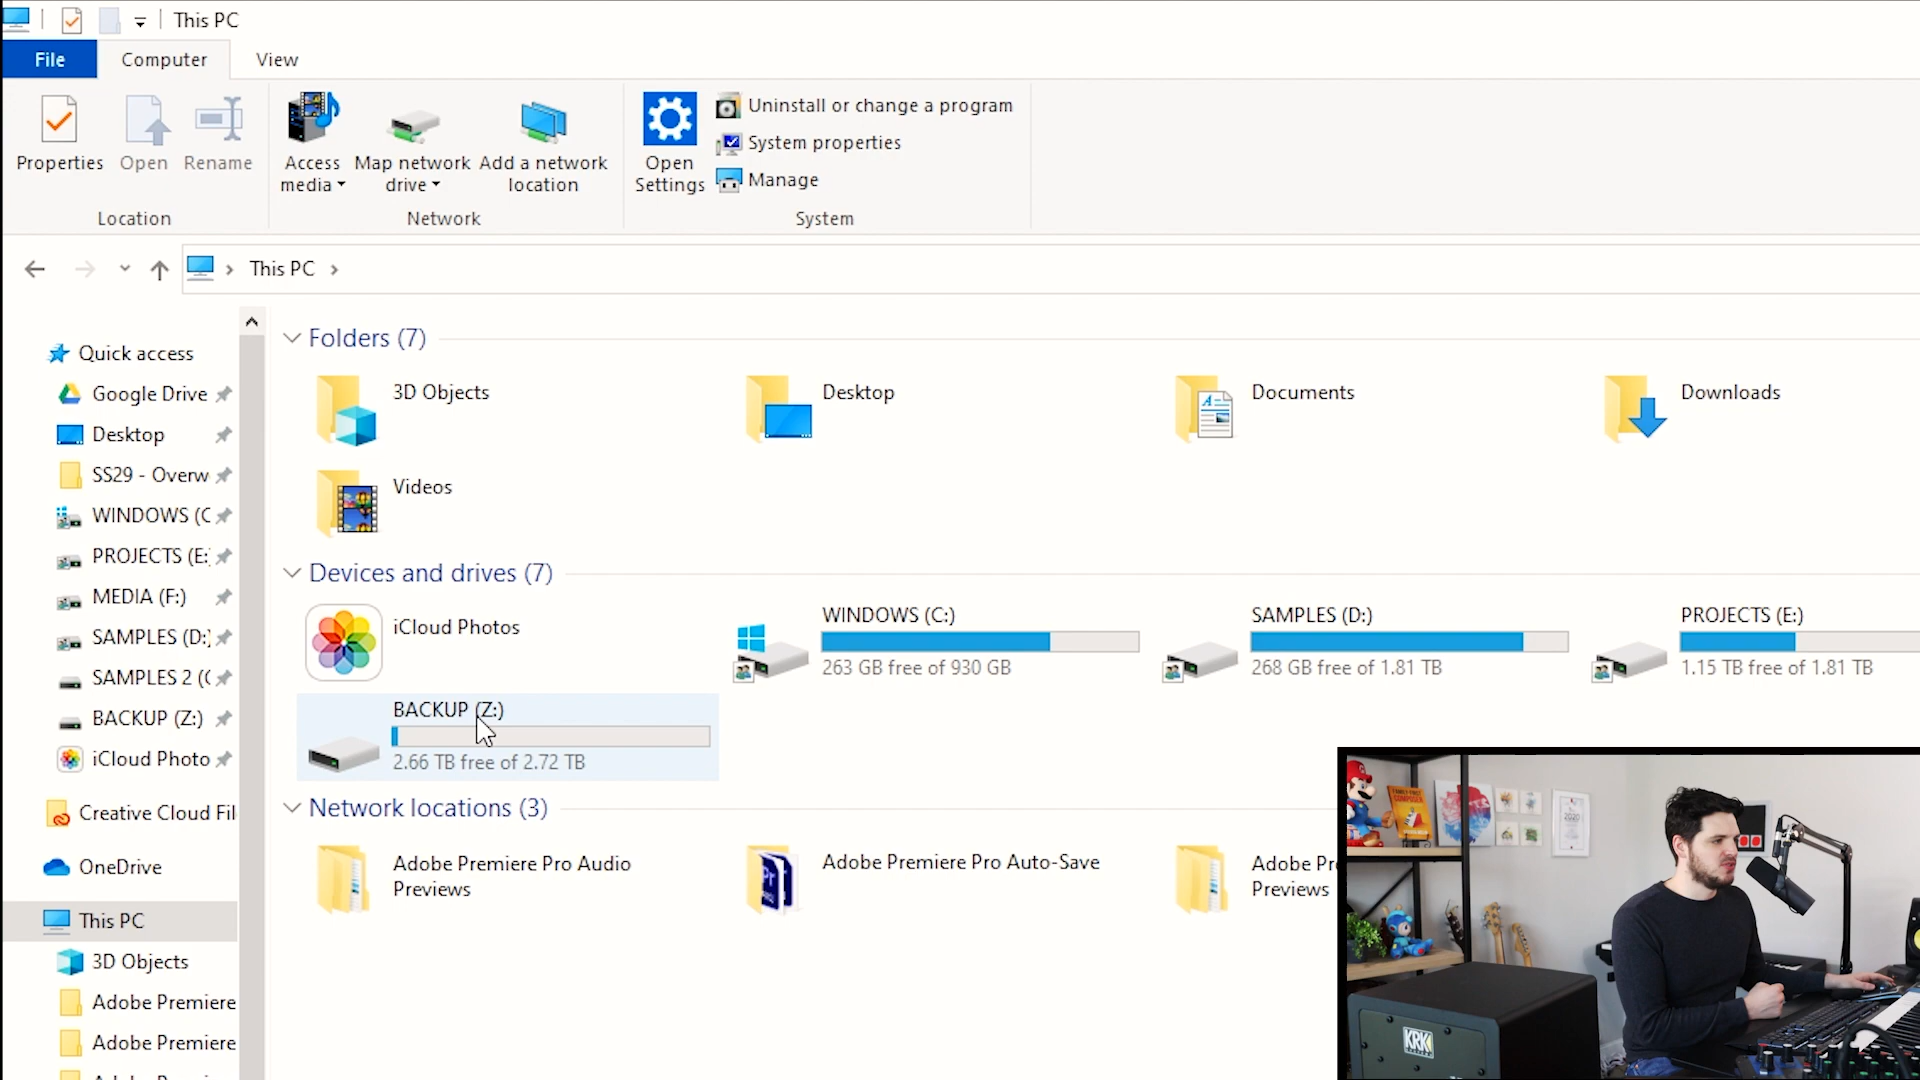 This PC
File
Computer
View
Properties
Open
Rename
Access media
Map network drive
Add a network location
Open Settings
Uninstall or change a program
System properties
Manage
Location
Network
System
This PC
Quick access
Google Drive
Desktop
SS29 - Overw
WINDOWS (C
PROJECTS (E:
MEDIA (F:)
SAMPLES (D:
SAMPLES 2 (
BACKUP (Z:)
iCloud Photo
Creative Cloud Fil
OneDrive
This PC
3D Objects
Adobe Premiere
Adobe Premiere
Folders (7)
3D Objects
Desktop
Documents
Downloads
Videos
Devices and drives (7)
iCloud Photos
WINDOWS (C:)
263 GB free of 930 GB
SAMPLES (D:)
268 GB free of 1.81 TB
PROJECTS (E:)
1.15 TB free of 1.81 TB
BACKUP (Z:)
2.66 TB free of 2.72 TB
Network locations (3)
Adobe Premiere Pro Audio
Previews
Adobe Premiere Pro Auto-Save
Adobe Pr
Previews
KRK
2020